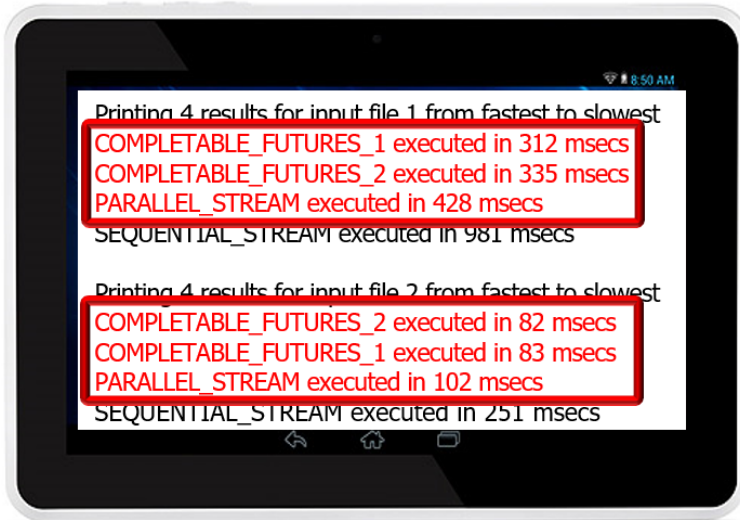 8:50 AM
Printing 4 results for input file 1 from fastest to slowest
COMPLETABLE_FUTURES_1 executed in 312 msecs
COMPLETABLE_FUTURES_2 executed in 335 msecs
PARALLEL_STREAM executed in 428 msecs
SEQUENTIAL_STREAM executed in 981 msecs
Printing 4 results for input file 2 from fastest to slowest
COMPLETABLE_FUTURES_2 executed in 82 msecs
COMPLETABLE_FUTURES_1 executed in 83 msecs
PARALLEL_STREAM executed in 102 msecs
SEQUENTIAL_STREAM executed in 251 msecs